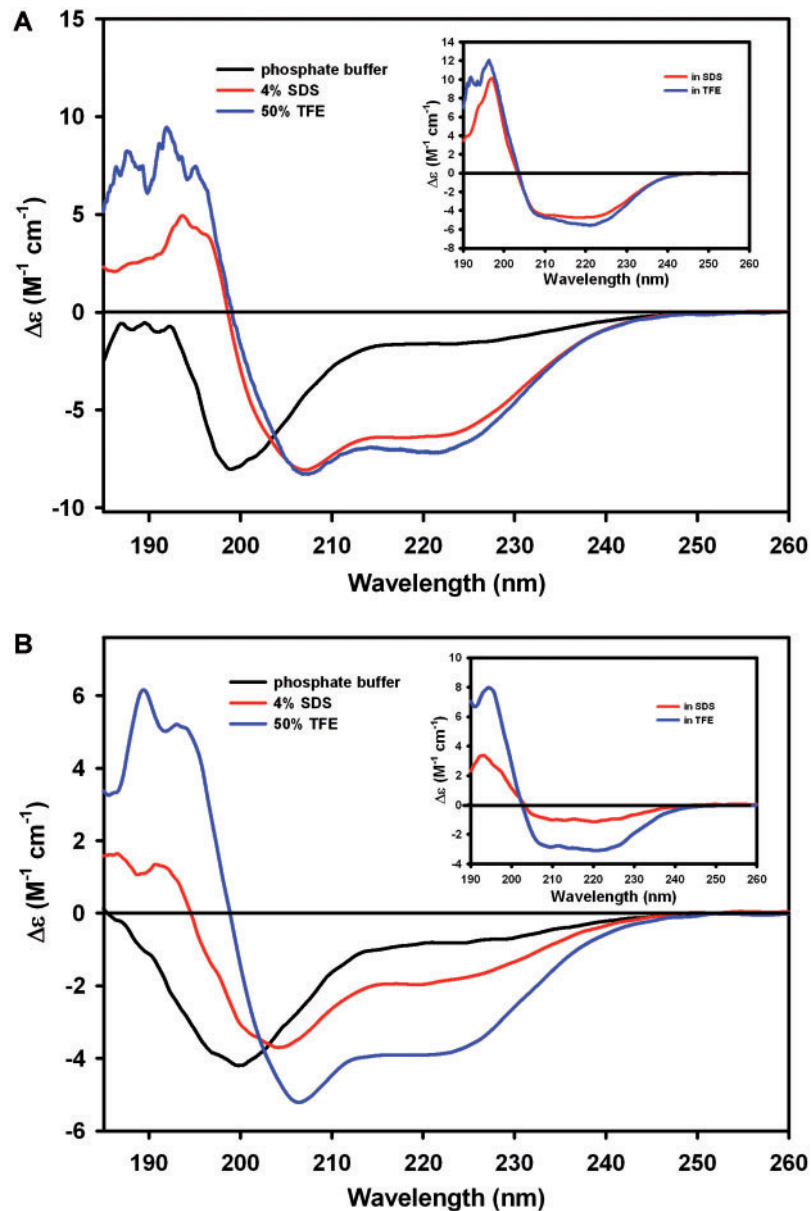 A
15
10
5
0
-5
-10
Δε (M⁻¹ cm⁻¹)
phosphate buffer
4% SDS
50% TFE
14
12
10
8
6
4
2
0
-2
-4
-6
-8
Δε (M⁻¹ cm⁻¹)
in SDS
in TFE
190 200 210 220 230 240 250 260
Wavelength (nm)
190 200 210 220 230 240 250 260
Wavelength (nm)
B
6
4
2
0
-2
-4
-6
Δε (M⁻¹ cm⁻¹)
phosphate buffer
4% SDS
50% TFE
10
8
6
4
2
0
-2
-4
Δε (M⁻¹ cm⁻¹)
in SDS
in TFE
190 200 210 220 230 240 250 260
Wavelength (nm)
190 200 210 220 230 240 250 260
Wavelength (nm)